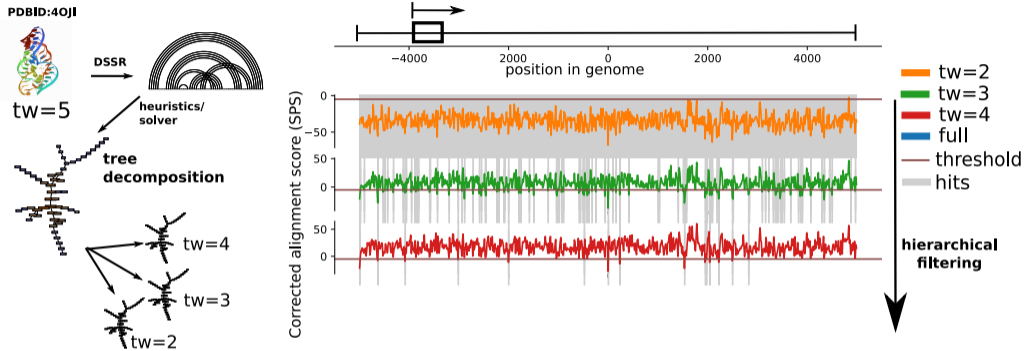 PDBID:4OJI
DSSR
tw=5
heuristics/
solver
tree
decomposition
tw=4
tw=3
tw=2
−4000
−2000
0
2000
4000
position in genome
Corrected alignment score (SPS)
0
−50
50
0
50
0
tw=2
tw=3
tw=4
full
threshold
hits
hierarchical
filtering